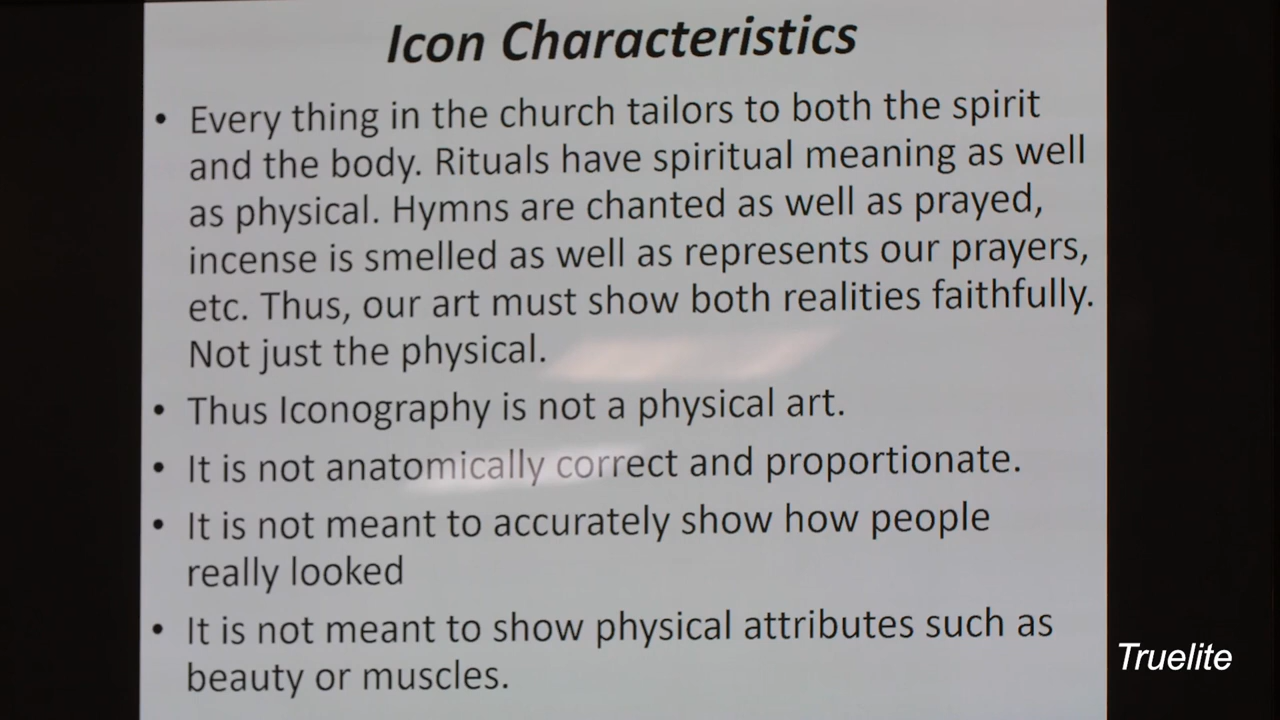 Icon Characteristics
• Every thing in the church tailors to both the spirit
and the body. Rituals have spiritual meaning as well
as physical. Hymns are chanted as well as prayed,
incense is smelled as well as represents our prayers,
etc. Thus, our art must show both realities faithfully.
Not just the physical.
• Thus Iconography is not a physical art.
• It is not anatomically correct and proportionate.
• It is not meant to accurately show how people
really looked
• It is not meant to show physical attributes such as
beauty or muscles.
Truelite